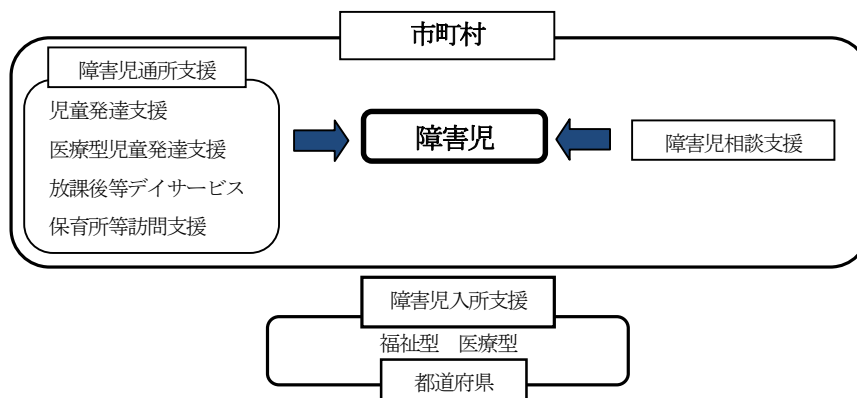 市町村
障害児通所支援
児童発達支援
医療型児童発達支援
放課後等デイサービス
保育所等訪問支援
障害児
障害児相談支援
障害児入所支援
福祉型 医療型
都道府県